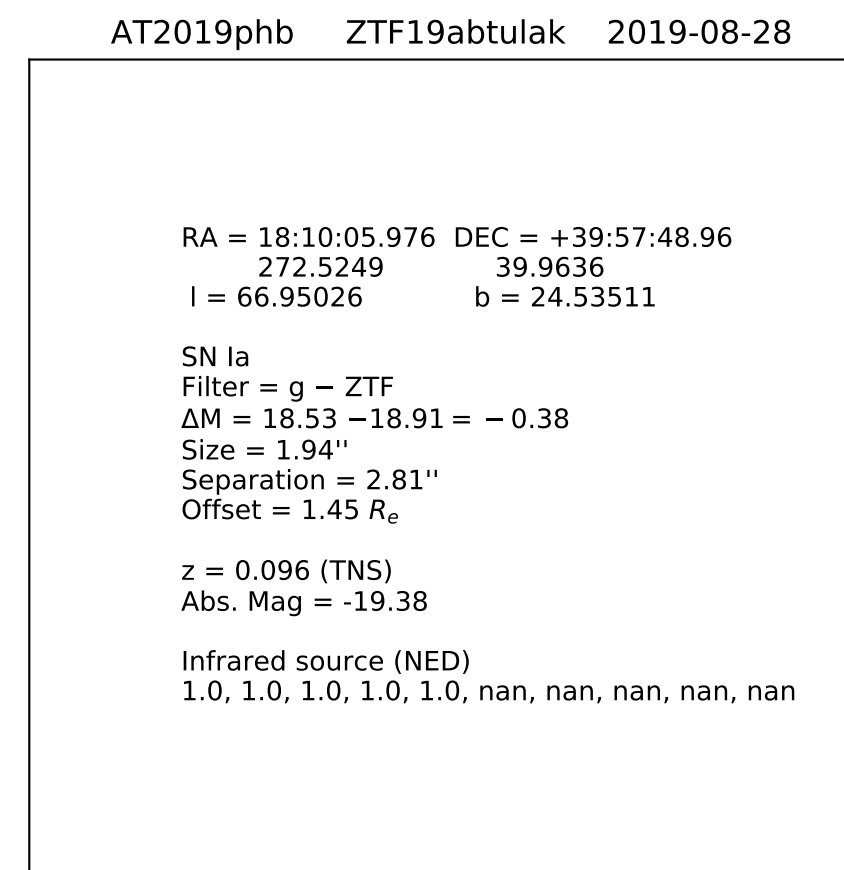 AT2019phb ZTF19abtulak 2019-08-28
RA = 18:10:05.976 DEC = +39:57:48.96
272.5249 39.9636
l = 66.95026 b = 24.53511
SN Ia
Filter = g − ZTF
ΔM = 18.53 −18.91 = − 0.38
Size = 1.94''
Separation = 2.81''
Offset = 1.45 Rₑ
z = 0.096 (TNS)
Abs. Mag = -19.38
Infrared source (NED)
1.0, 1.0, 1.0, 1.0, 1.0, nan, nan, nan, nan, nan